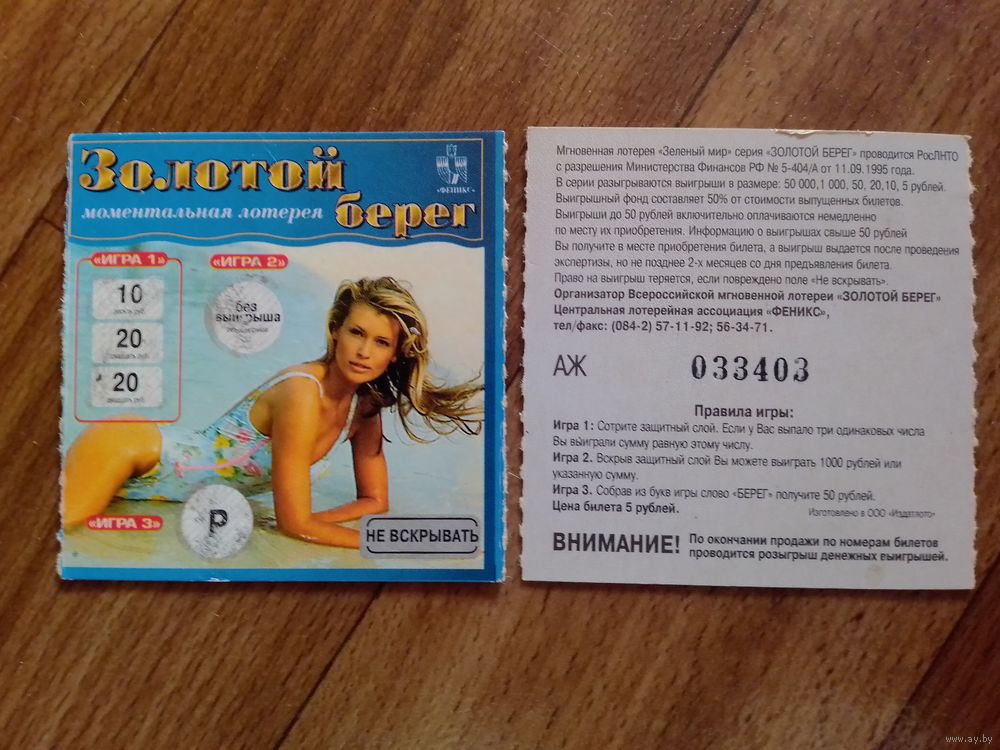 Золотой
моментальная лотерея
берег
«ФЕНИКС»
«ИГРА 1»
10
20
20
«ИГРА 2»
без
выигрыша
«ИГРА 3»
Р
НЕ ВСКРЫВАТЬ
Мгновенная лотерея «Зеленый мир» серия «ЗОЛОТОЙ БЕРЕГ» проводится РосЛНТО
с разрешения Министерства Финансов РФ № 5-404/А от 11.09.1995 года.
В серии разыгрываются выигрыши в размере: 50 000,1 000, 50, 20,10, 5 рублей.
Выигрышный фонд составляет 50% от стоимости выпущенных билетов.
Выигрыши до 50 рублей включительно оплачиваются немедленно
по месту их приобретения. Информацию о выигрышах свыше 50 рублей
Вы получите в месте приобретения билета, а выигрыш выдается после проведения
экспертизы, но не позднее 2-х месяцев со дня предъявления билета.
Право на выигрыш теряется, если повреждено поле «Не вскрывать».
Организатор Всероссийской мгновенной лотереи «ЗОЛОТОЙ БЕРЕГ»
Центральная лотерейная ассоциация «ФЕНИКС»,
тел/факс: (084-2) 57-11-92; 56-34-71.
АЖ 033403
Правила игры:
Игра 1: Сотрите защитный слой. Если у Вас выпало три одинаковых числа
Вы выиграли сумму равную этому числу.
Игра 2. Вскрыв защитный слой Вы можете выиграть 1000 рублей или
указанную сумму.
Игра 3. Собрав из букв игры слово «БЕРЕГ» получите 50 рублей.
Цена билета 5 рублей.
Изготовлено в ООО «Издатлото»
ВНИМАНИЕ! По окончании продажи по номерам билетов
проводится розыгрыш денежных выигрышей.
www.ay.by